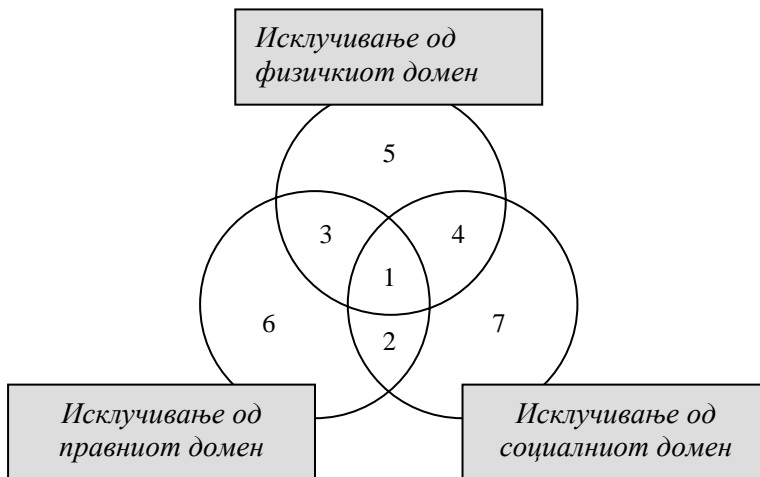 Исклучивање од
физичкиот домен
5
3
4
1
6
7
2
Исклучивање од
правниот домен
Исклучивање од
социалниот домен